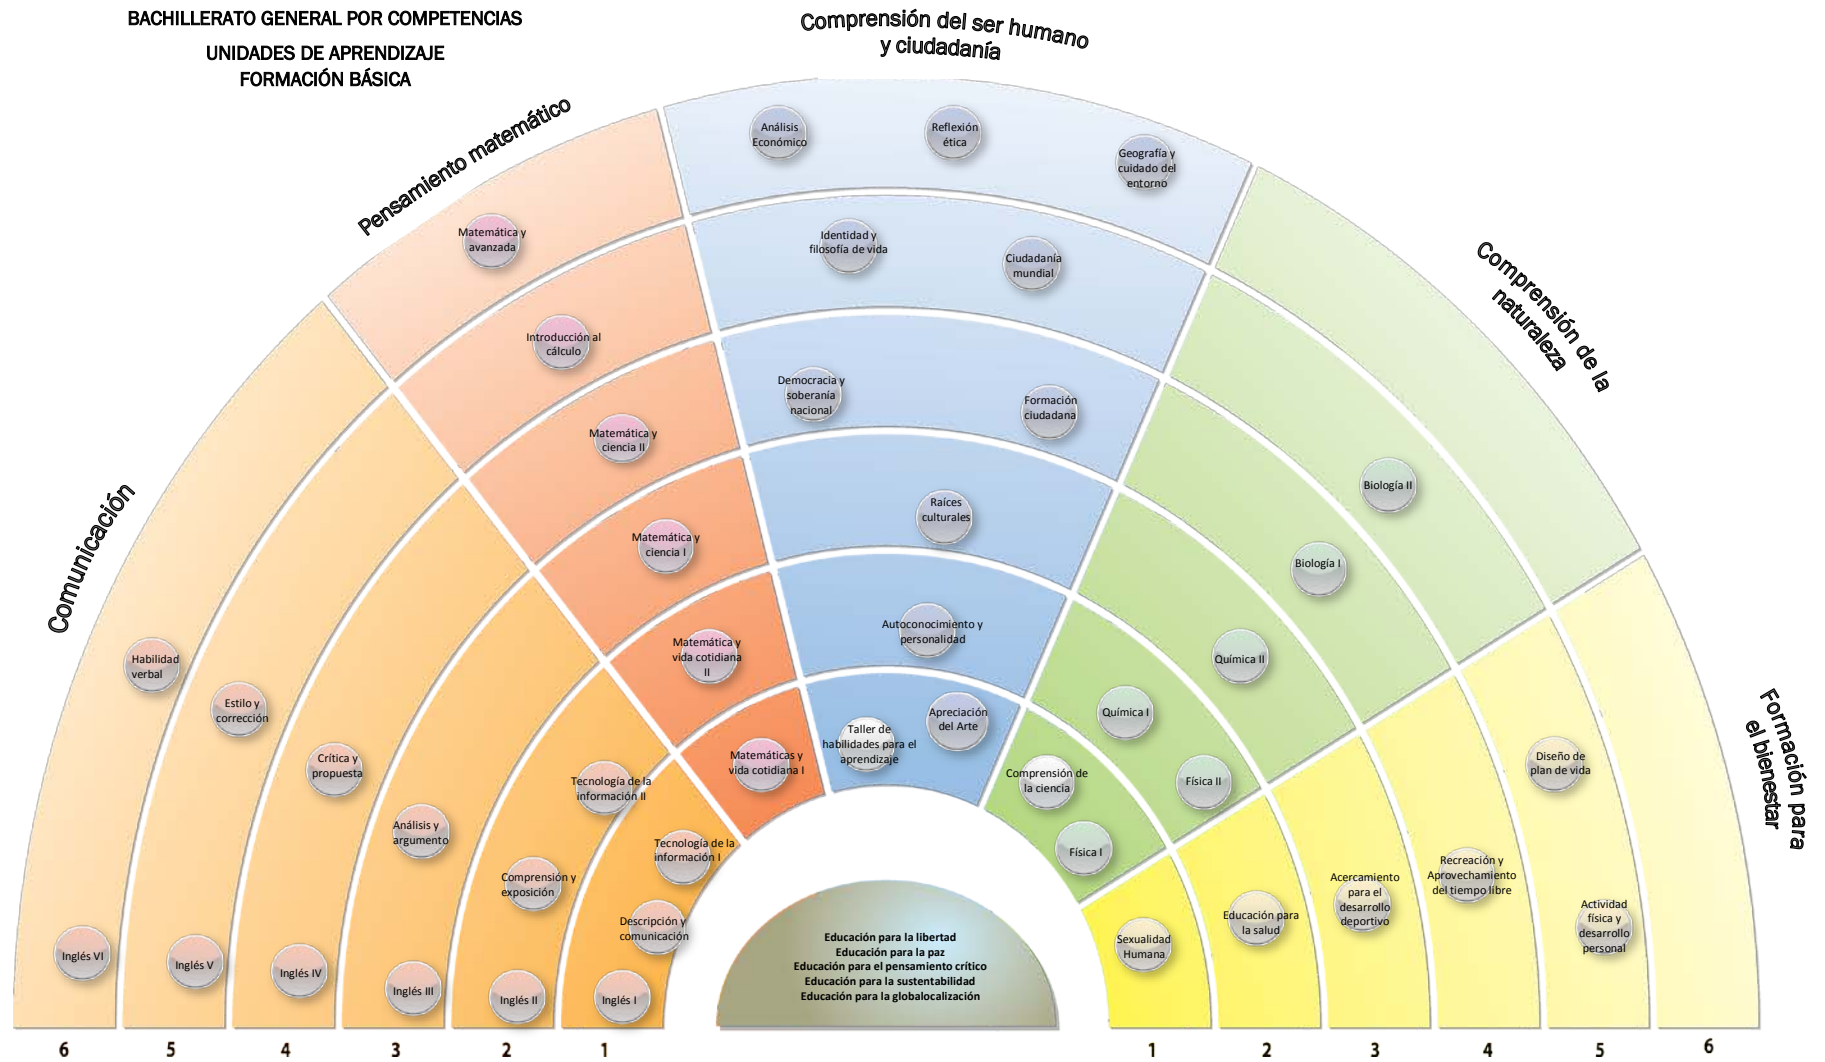 BACHILLERATO GENERAL POR COMPETENCIAS
UNIDADES DE APRENDIZAJE
FORMACIÓN BÁSICA
Comunicación
Pensamiento matemático
Comprensión del ser humano
y ciudadanía
Comprensión de la
naturaleza
Formación para
el bienestar
Habilidad
verbal
Inglés VI
Estilo y
corrección
Inglés V
Crítica y
propuesta
Inglés IV
Análisis y
argumento
Inglés III
Tecnología de la
información II
Comprensión y
exposición
Inglés II
Tecnología de la
información I
Descripción y
comunicación
Inglés I
Matemática y
avanzada
Introducción al
cálculo
Matemática y
ciencia II
Matemática y
ciencia I
Matemática y
vida cotidiana
II
Matemáticas y
vida cotidiana I
Análisis
Económico
Reflexión
ética
Geografía y
cuidado del
entorno
Identidad y
filosofía de vida
Ciudadanía
mundial
Democracia y
soberanía
nacional
Formación
ciudadana
Raíces
culturales
Autoconocimiento y
personalidad
Taller de
habilidades para el
aprendizaje
Apreciación
del Arte
Biología II
Biología I
Química II
Química I
Física II
Comprensión de
la ciencia
Física I
Sexualidad
Humana
Educación para
la salud
Acercamiento
para el
desarrollo
deportivo
Recreación y
Aprovechamiento
del tiempo libre
Diseño de
plan de vida
Actividad
física y
desarrollo
personal
Educación para la libertad
Educación para la paz
Educación para el pensamiento crítico
Educación para la sustentabilidad
Educación para la globalocalización
6 5 4 3 2 1 1 2 3 4 5 6